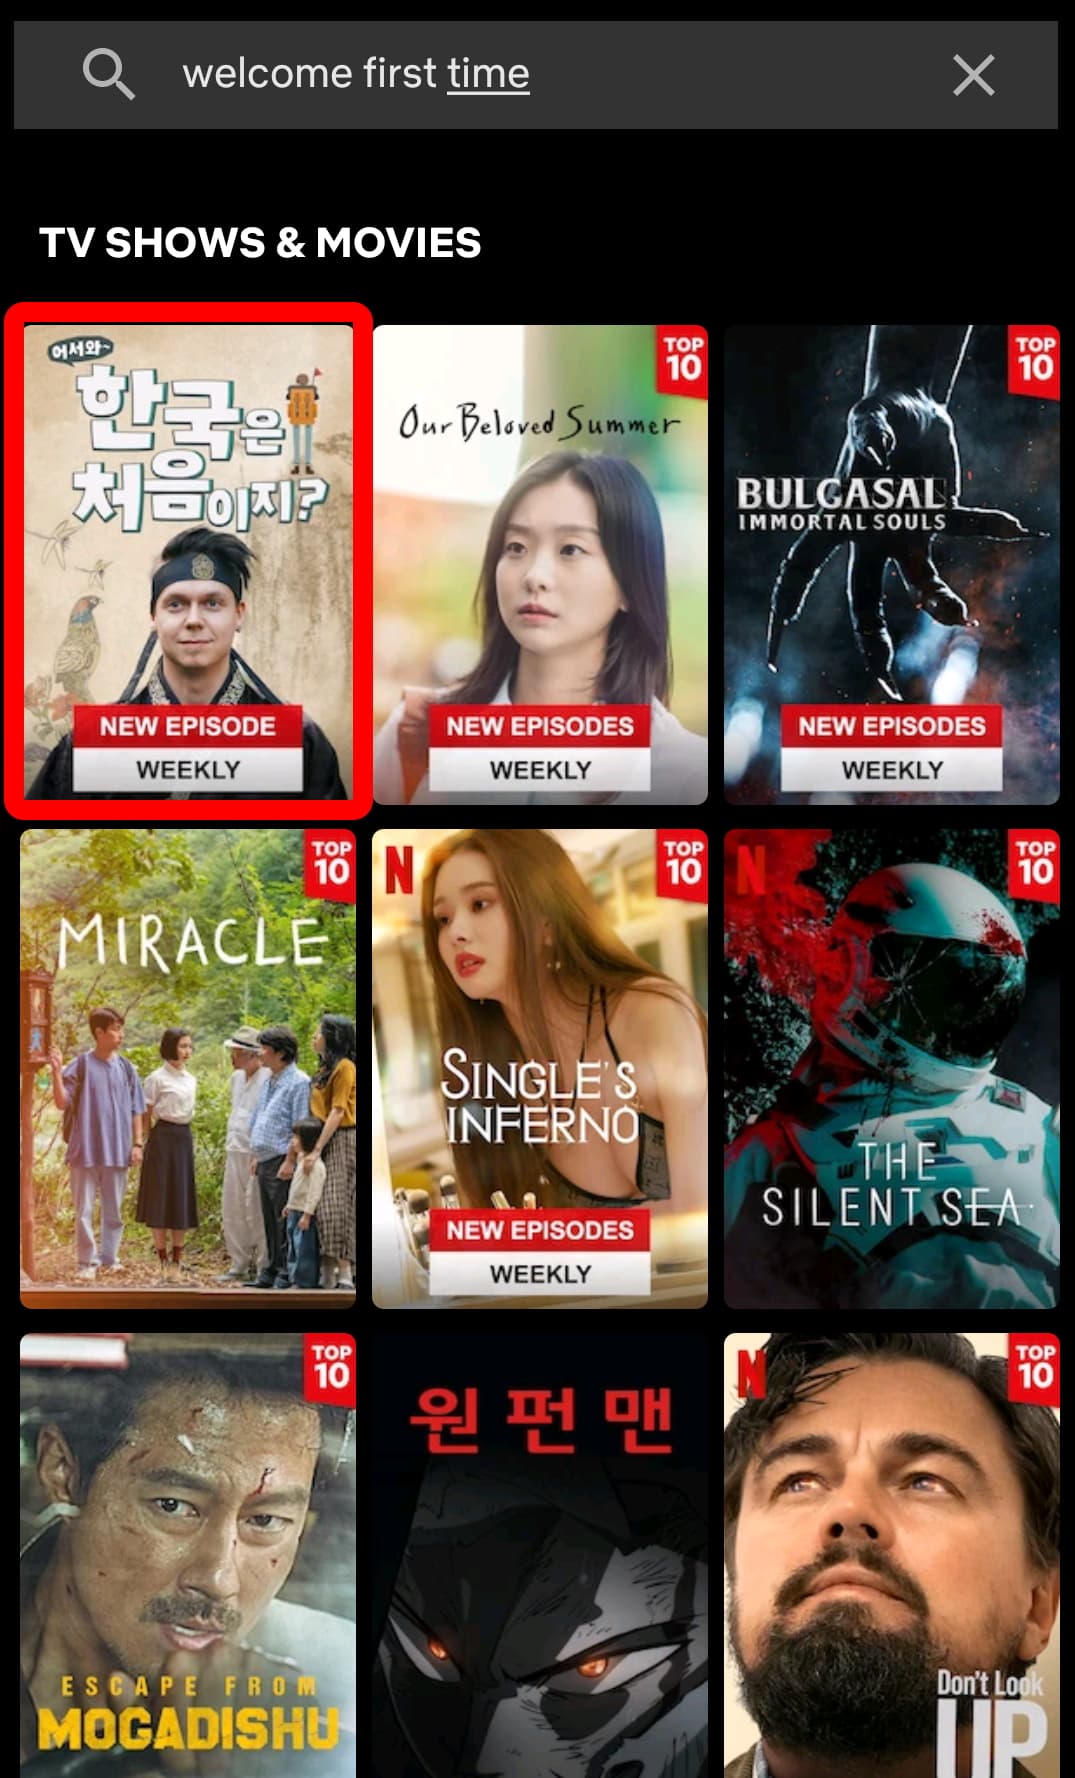 welcome first time
TV SHOWS & MOVIES
어서와~
한국은
처음이지?
NEW EPISODE
WEEKLY
TOP
10
Our Beloved Summer
NEW EPISODES
WEEKLY
TOP
10
BULGASAL
IMMORTAL SOULS
NEW EPISODES
WEEKLY
TOP
10
MIRACLE
N
TOP
10
SINGLE'S
INFERNO
NEW EPISODES
WEEKLY
N
TOP
10
THE
SILENT SEA
TOP
10
ESCAPE FROM
MOGADISHU
원펀맨
N
TOP
10
Don't Look
UP